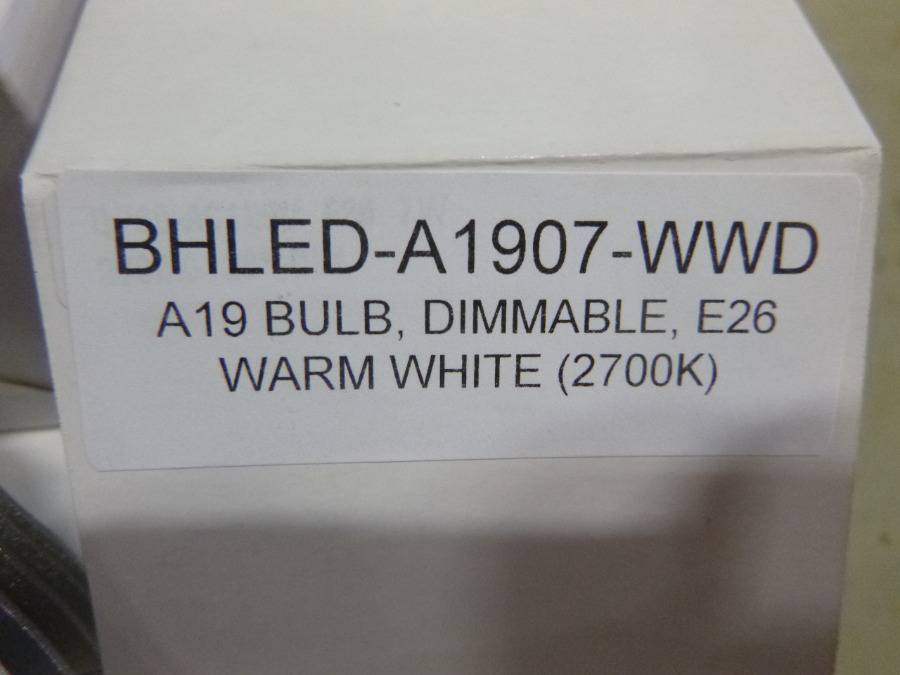 BHLED-A1907-WWD
A19 BULB, DIMMABLE, E26
WARM WHITE (2700K)